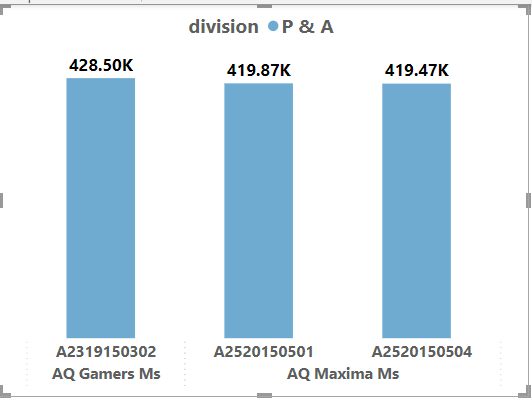 division P & A
428.50K
419.87K
419.47K
A2319150302 A2520150501 A2520150504
AQ Gamers Ms AQ Maxima Ms